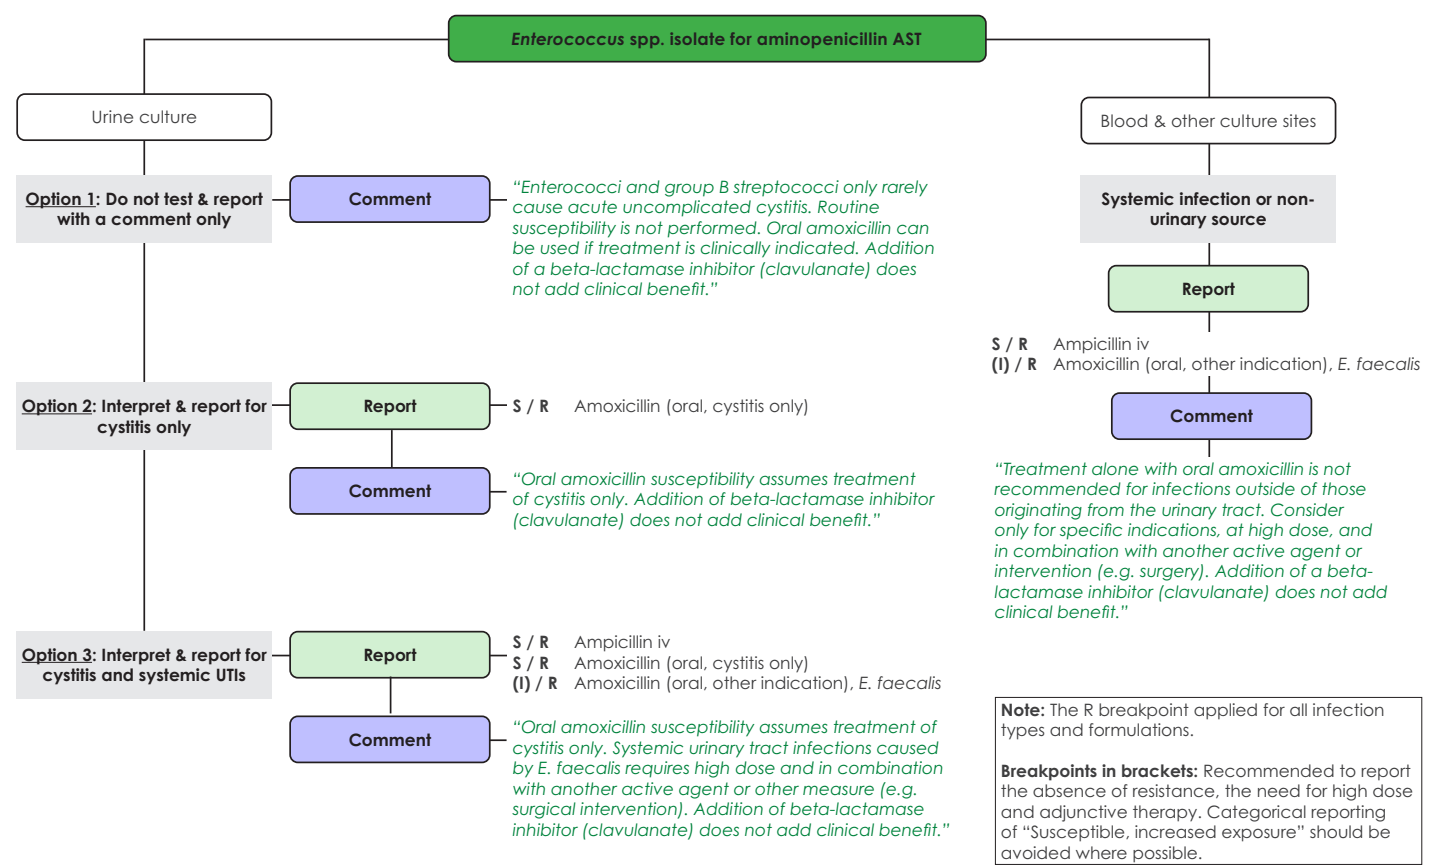 Enterococcus spp. isolate for aminopenicillin AST
Urine culture
Option 1: Do not test & report
with a comment only
Comment
“Enterococci and group B streptococci only rarely
cause acute uncomplicated cystitis. Routine
susceptibility is not performed. Oral amoxicillin can
be used if treatment is clinically indicated. Addition
of a beta-lactamase inhibitor (clavulanate) does
not add clinical benefit.”
Option 2: Interpret & report for
cystitis only
Report
S / R Amoxicillin (oral, cystitis only)
Comment
“Oral amoxicillin susceptibility assumes treatment
of cystitis only. Addition of beta-lactamase inhibitor
(clavulanate) does not add clinical benefit.”
Option 3: Interpret & report for
cystitis and systemic UTIs
Report
S / R Ampicillin iv
S / R Amoxicillin (oral, cystitis only)
(I) / R Amoxicillin (oral, other indication), E. faecalis
Comment
“Oral amoxicillin susceptibility assumes treatment of
cystitis only. Systemic urinary tract infections caused
by E. faecalis requires high dose and in combination
with another active agent or other measure (e.g.
surgical intervention). Addition of beta-lactamase
inhibitor (clavulanate) does not add clinical benefit.”
Blood & other culture sites
Systemic infection or non-
urinary source
Report
S / R Ampicillin iv
(I) / R Amoxicillin (oral, other indication), E. faecalis
Comment
“Treatment alone with oral amoxicillin is not
recommended for infections outside of those
originating from the urinary tract. Consider
only for specific indications, at high dose, and
in combination with another active agent or
intervention (e.g. surgery). Addition of a beta-
lactamase inhibitor (clavulanate) does not add
clinical benefit.”
Note: The R breakpoint applied for all infection
types and formulations.
Breakpoints in brackets: Recommended to report
the absence of resistance, the need for high dose
and adjunctive therapy. Categorical reporting
of “Susceptible, increased exposure” should be
avoided where possible.